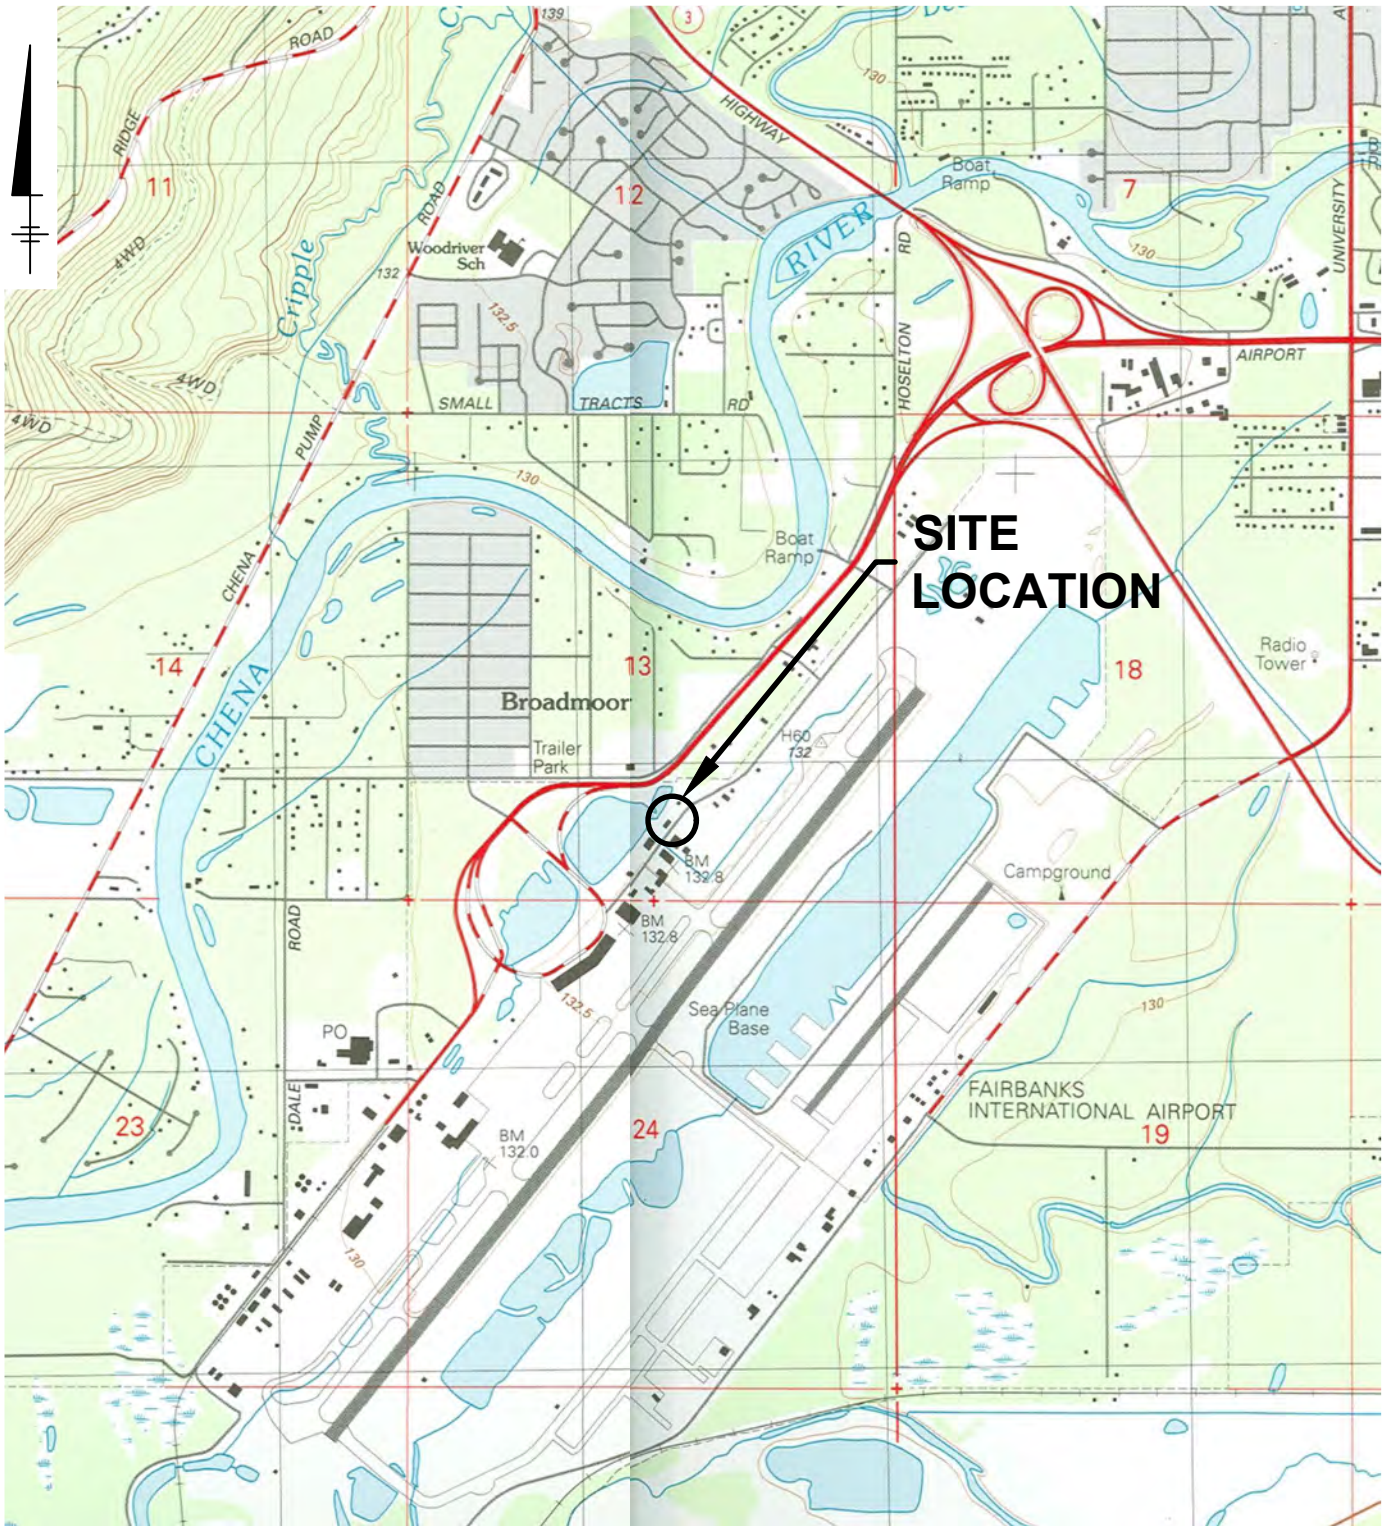 139
ROAD
3
130
HIGHWAY
RIDGE
11
12
Boat
Ramp
7
ROAD
RIVER
RD
UNIVERSITY
4WD
Woodriver
Sch
Cripple
132
130
132.5
HOSELTON
AIRPORT
4WD
SMALL
TRACTS
RD
4WD
PUMP
130
SITE
LOCATION
Boat
Ramp
CHENA
Radio
Tower
14
13
18
CHENA
Broadmoor
H60
132
Trailer
Park
BM
132.8
Campground
ROAD
BM
132.8
132.5
Sea Plane
Base
130
PO
FAIRBANKS
INTERNATIONAL AIRPORT
DALE
23
24
19
BM
132.0
130